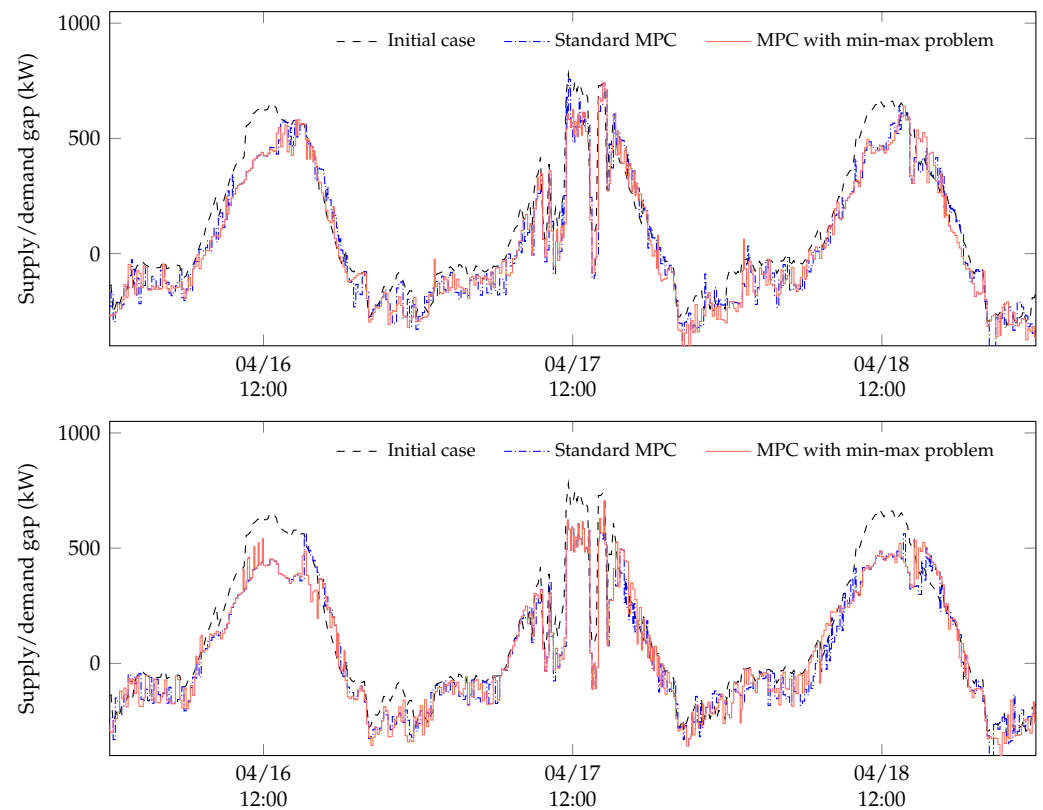 1000
Initial case Standard MPC MPC with min-max problem
500
0
Supply/demand gap (kW)
04/16 04/17 04/18
12:00 12:00 12:00
1000
Initial case Standard MPC MPC with min-max problem
500
0
Supply/demand gap (kW)
04/16 04/17 04/18
12:00 12:00 12:00